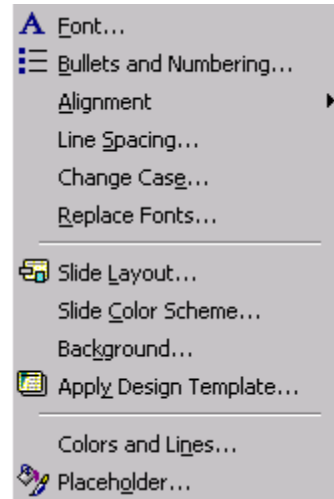 Font...
Bullets and Numbering...
Alignment
Line Spacing...
Change Case...
Replace Fonts...
Slide Layout...
Slide Color Scheme...
Background...
Apply Design Template...
Colors and Lines...
Placeholder...